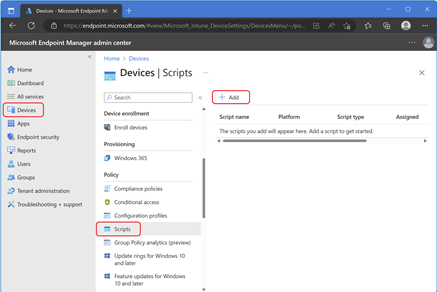 Devices - Microsoft Endpoint M
https://endpoint.microsoft.com/#view/Microsoft_Intune_DeviceSettings/DevicesMenu/~/po...
Microsoft Endpoint Manager admin center
Home
Dashboard
All services
Devices
Apps
Endpoint security
Reports
Users
Groups
Tenant administration
Troubleshooting + support
Home > Devices >
Devices | Scripts
Search
Device enrollment
Enroll devices
Provisioning
Windows 365
Policy
Compliance policies
Conditional access
Configuration profiles
Scripts
Group Policy analytics (preview)
Update rings for Windows 10
and later
Feature updates for Windows
10 and later
+ Add
Script name Platform Script type Assigned
The scripts you add will appear here. Add a script to get started.